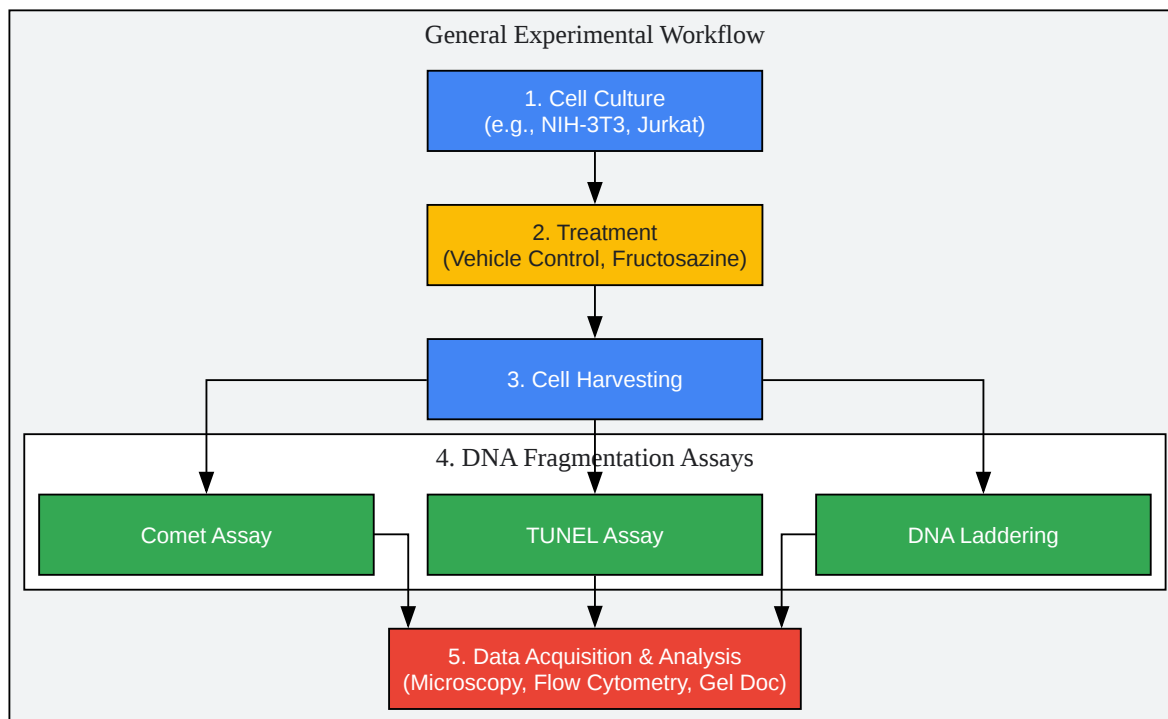 General Experimental Workflow
1. Cell Culture
(e.g., NIH-3T3, Jurkat)
2. Treatment
(Vehicle Control, Fructosazine)
3. Cell Harvesting
4. DNA Fragmentation Assays
Comet Assay
TUNEL Assay
DNA Laddering
5. Data Acquisition & Analysis
(Microscopy, Flow Cytometry, Gel Doc)